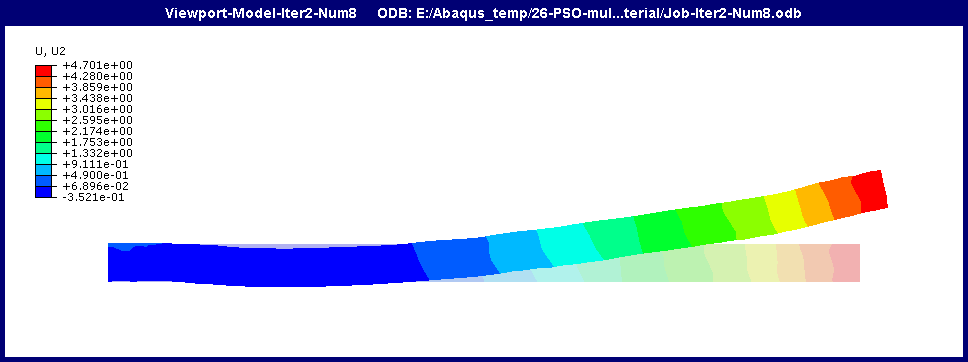 Viewport-Model-Iter2-Num8 ODB: E:/Abaqus_temp/26-PSO-mul...terial/Job-Iter2-Num8.odb
U, U2
+4.701e+00
+4.280e+00
+3.859e+00
+3.438e+00
+3.016e+00
+2.595e+00
+2.174e+00
+1.753e+00
+1.332e+00
+9.111e-01
+4.900e-01
+6.896e-02
-3.521e-01